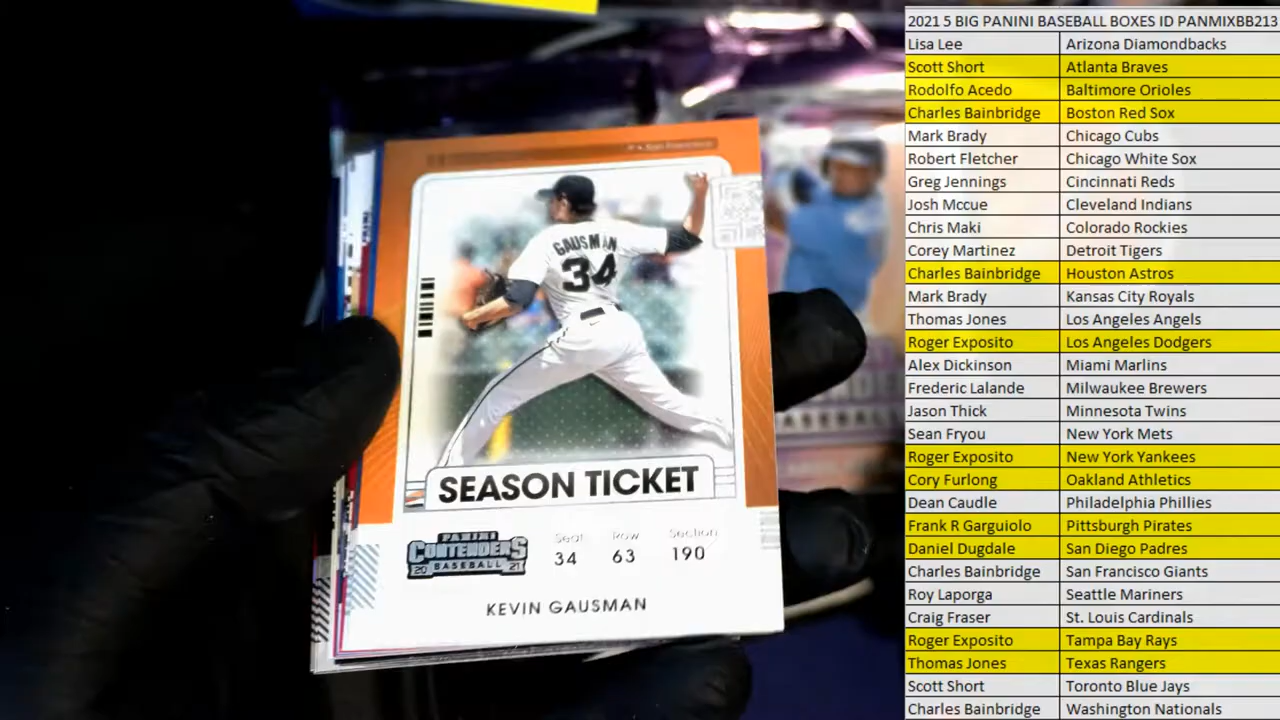 San Francisco
GAUSMAN
34
SEASON TICKET
PANINI
CONTENDERS
BASEBALL
20 21
Seat Row Section
34 63 190
KEVIN GAUSMAN
ASEBALL
2021 5 BIG PANINI BASEBALL BOXES ID PANMIXBB213
Lisa Lee Arizona Diamondbacks
Scott Short Atlanta Braves
Rodolfo Acedo Baltimore Orioles
Charles Bainbridge Boston Red Sox
Mark Brady Chicago Cubs
Robert Fletcher Chicago White Sox
Greg Jennings Cincinnati Reds
Josh Mccue Cleveland Indians
Chris Maki Colorado Rockies
Corey Martinez Detroit Tigers
Charles Bainbridge Houston Astros
Mark Brady Kansas City Royals
Thomas Jones Los Angeles Angels
Roger Exposito Los Angeles Dodgers
Alex Dickinson Miami Marlins
Frederic Lalande Milwaukee Brewers
Jason Thick Minnesota Twins
Sean Fryou New York Mets
Roger Exposito New York Yankees
Cory Furlong Oakland Athletics
Dean Caudle Philadelphia Phillies
Frank R Garguiolo Pittsburgh Pirates
Daniel Dugdale San Diego Padres
Charles Bainbridge San Francisco Giants
Roy Laporga Seattle Mariners
Craig Fraser St. Louis Cardinals
Roger Exposito Tampa Bay Rays
Thomas Jones Texas Rangers
Scott Short Toronto Blue Jays
Charles Bainbridge Washington Nationals